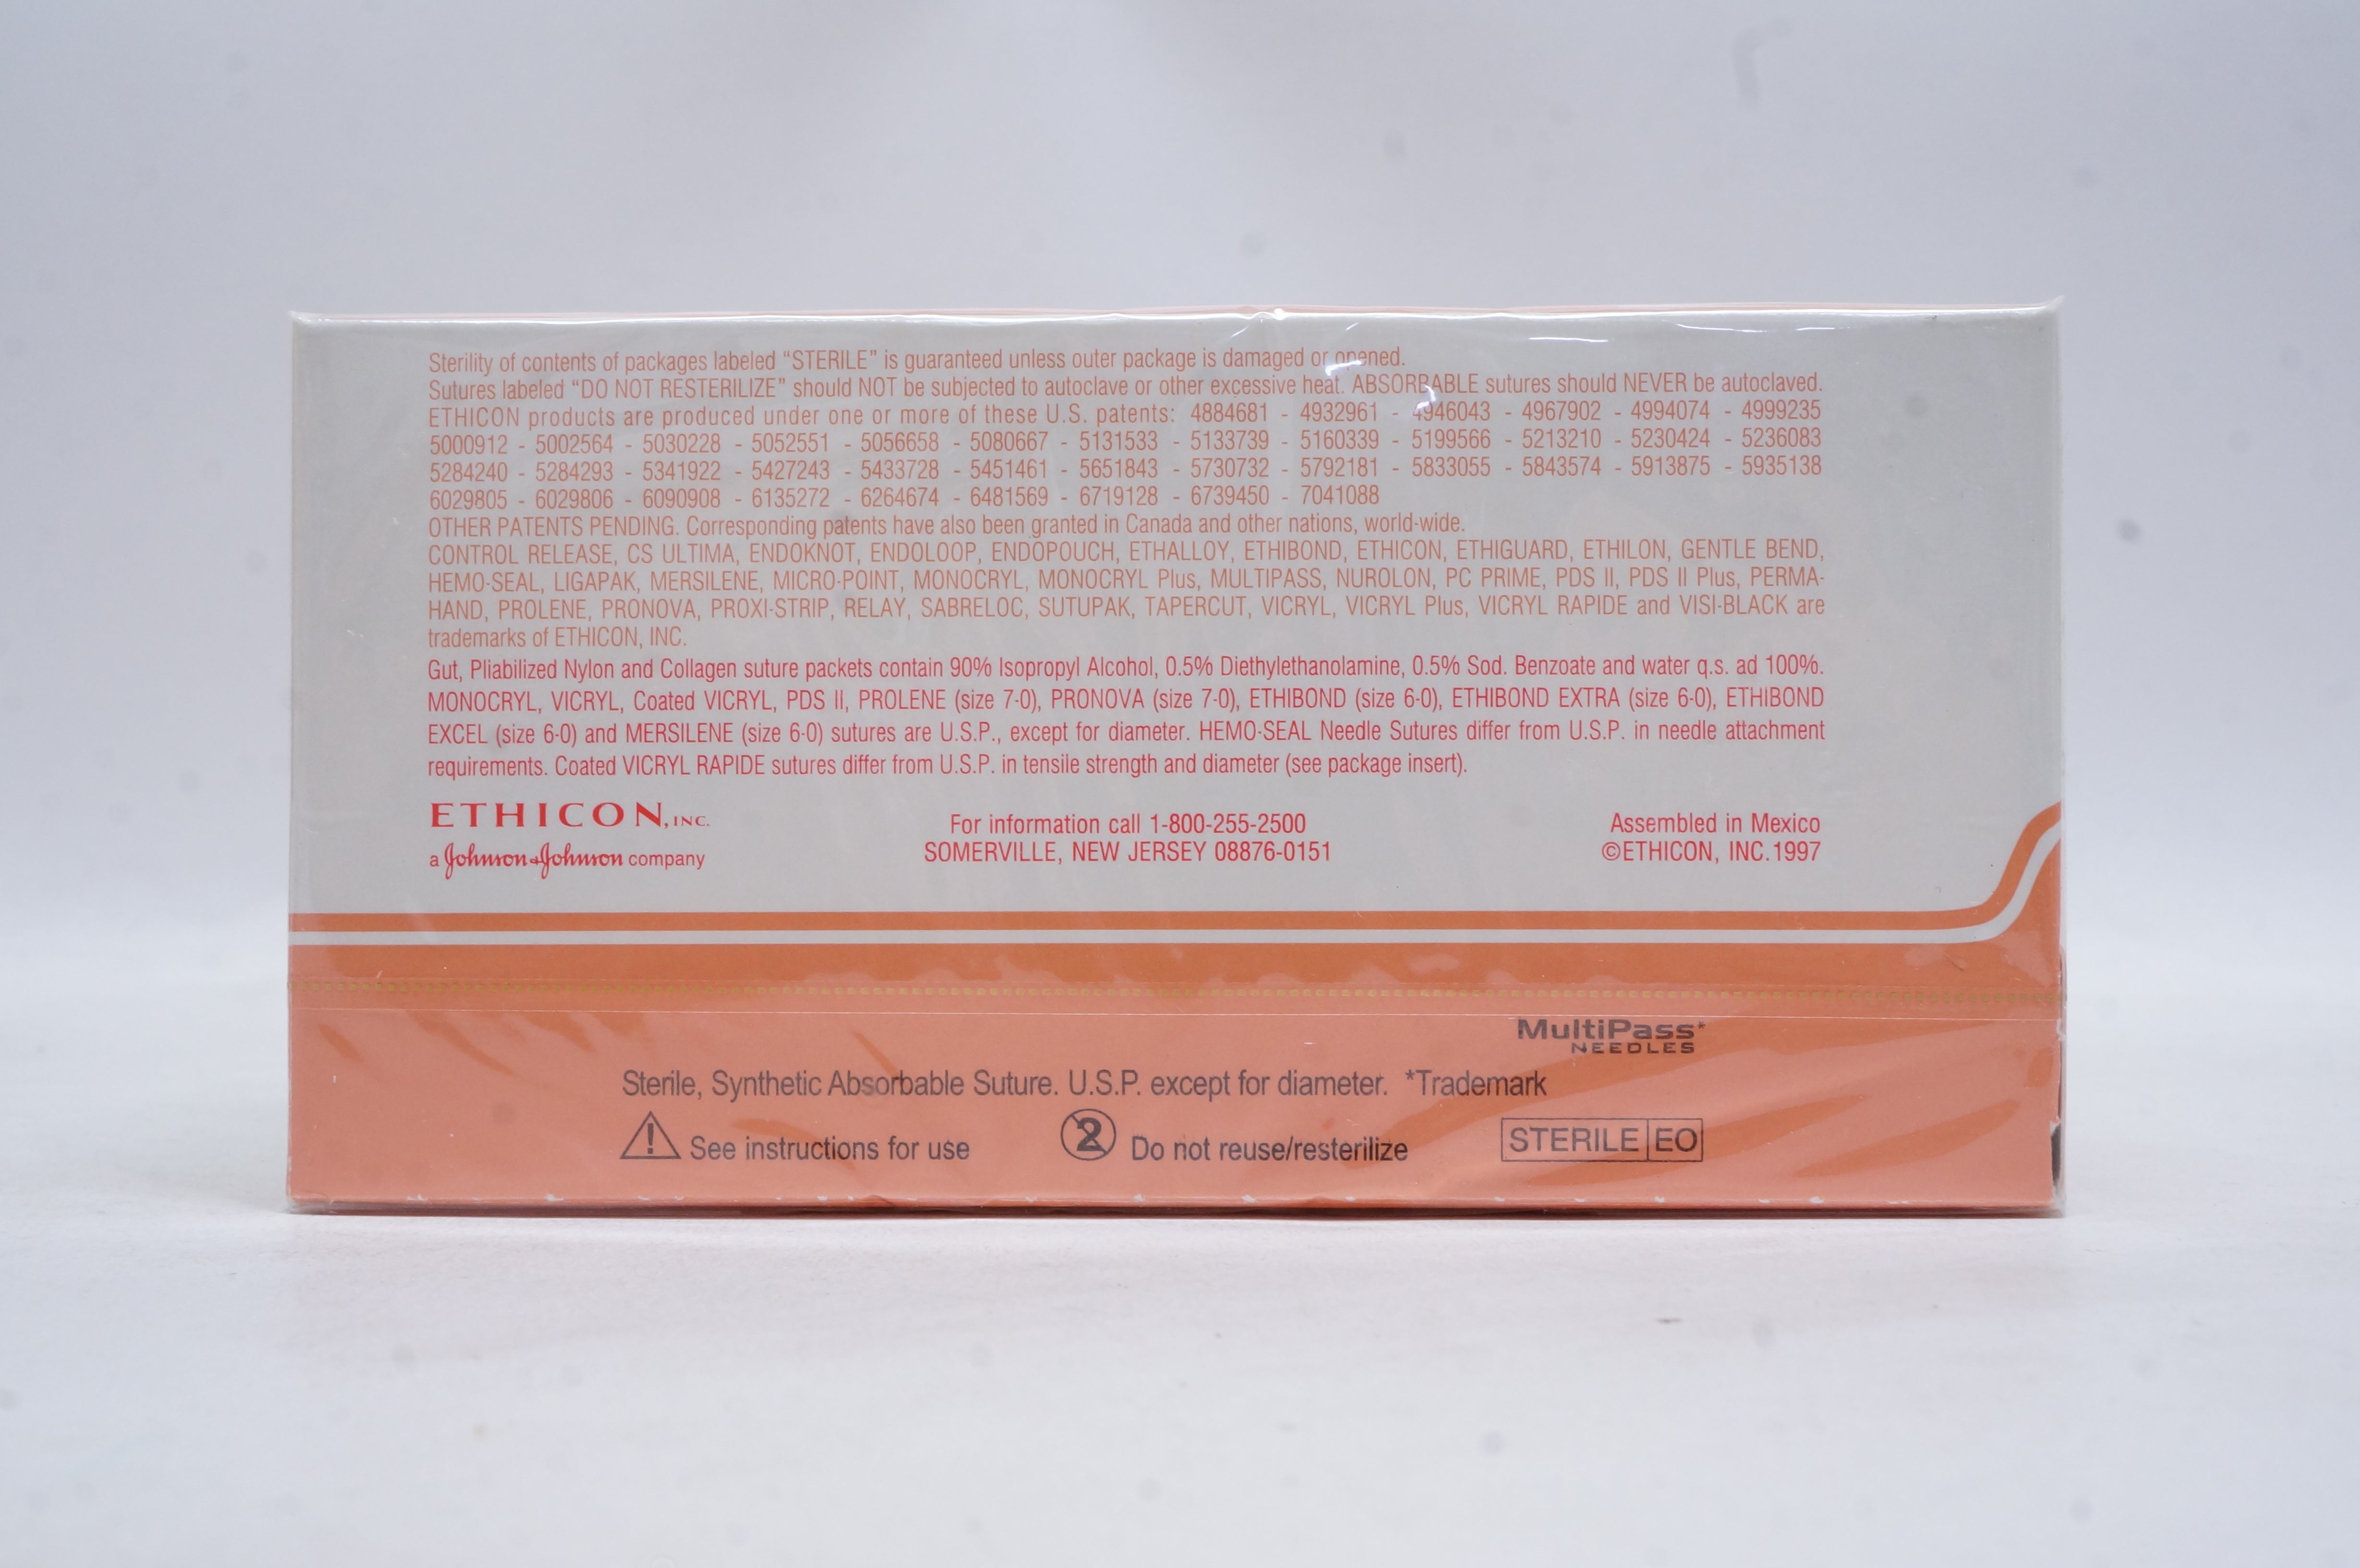 Sterility of contents of packages labeled “STERILE” is guaranteed unless outer package is damaged or opened.
Sutures labeled “DO NOT RESTERILIZE” should NOT be subjected to autoclave or other excessive heat. ABSORBABLE sutures should NEVER be autoclaved.
ETHICON products are produced under one or more of these U.S. patents: 4884681 - 4932961 - 4946043 - 4967902 - 4994074 - 4999235
5000912 - 5002564 - 5030228 - 5052551 - 5056658 - 5080667 - 5131533 - 5133739 - 5160339 - 5199566 - 5213210 - 5230424 - 5236083
5284240 - 5284293 - 5341922 - 5427243 - 5433728 - 5451461 - 5651843 - 5730732 - 5792181 - 5833055 - 5843574 - 5913875 - 5935138
6029805 - 6029806 - 6090908 - 6135272 - 6264674 - 6481569 - 6719128 - 6739450 - 7041088
OTHER PATENTS PENDING. Corresponding patents have also been granted in Canada and other nations, world-wide.
CONTROL RELEASE, CS ULTIMA, ENDOKNOT, ENDOLOOP, ENDOPOUCH, ETHALLOY, ETHIBOND, ETHICON, ETHIGUARD, ETHILON, GENTLE BEND,
HEMO-SEAL, LIGAPAK, MERSILENE, MICRO-POINT, MONOCRYL, MONOCRYL Plus, MULTIPASS, NUROLON, PC PRIME, PDS II, PDS II Plus, PERMA-
HAND, PROLENE, PRONOVA, PROXI-STRIP, RELAY, SABRELOC, SUTUPAK, TAPERCUT, VICRYL, VICRYL Plus, VICRYL RAPIDE and VISI-BLACK are
trademarks of ETHICON, INC.
Gut, Pliabilized Nylon and Collagen suture packets contain 90% Isopropyl Alcohol, 0.5% Diethylethanolamine, 0.5% Sod. Benzoate and water q.s. ad 100%.
MONOCRYL, VICRYL, Coated VICRYL, PDS II, PROLENE (size 7-0), PRONOVA (size 7-0), ETHIBOND (size 6-0), ETHIBOND EXTRA (size 6-0), ETHIBOND
EXCEL (size 6-0) and MERSILENE (size 6-0) sutures are U.S.P., except for diameter. HEMO-SEAL Needle Sutures differ from U.S.P. in needle attachment
requirements. Coated VICRYL RAPIDE sutures differ from U.S.P. in tensile strength and diameter (see package insert).
ETHICON, INC.
a Johnson & Johnson company
For information call 1-800-255-2500
SOMERVILLE, NEW JERSEY 08876-0151
Assembled in Mexico
©ETHICON, INC.1997
MultiPass*
NEEDLES
Sterile, Synthetic Absorbable Suture. U.S.P. except for diameter. *Trademark
! See instructions for use
2 Do not reuse/resterilize
STERILE EO